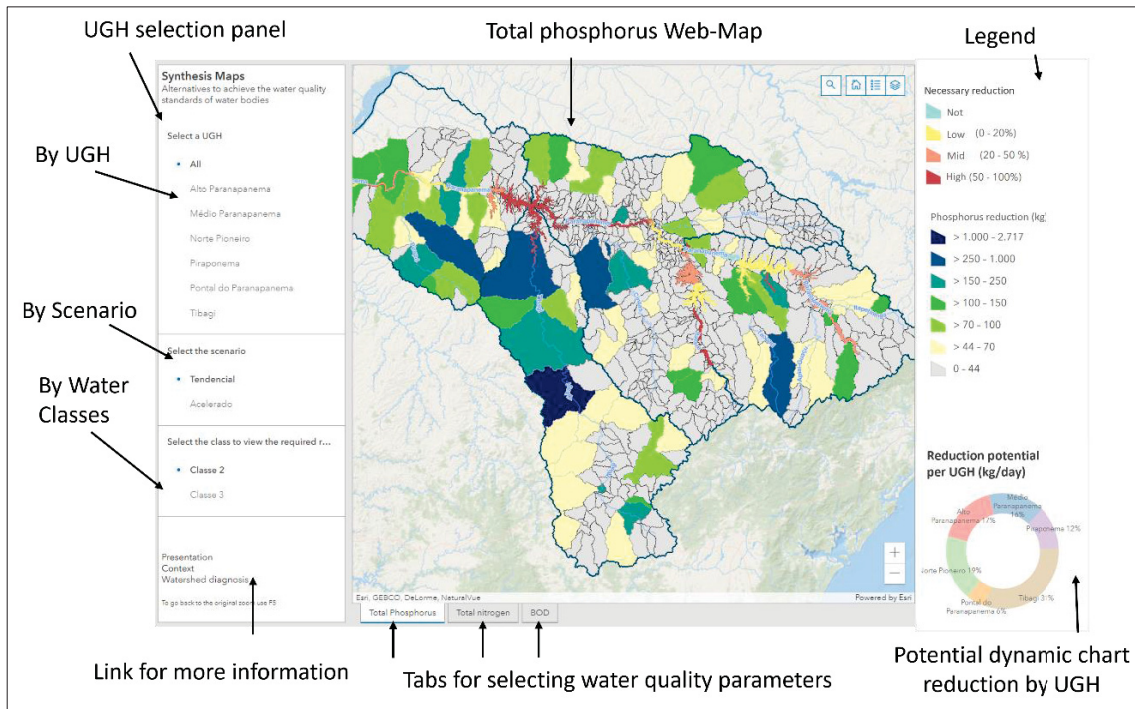 UGH selection panel
Total phosphorus Web-Map
Legend
By UGH
By Scenario
By Water
Classes
Synthesis Maps
Alternatives to achieve the water quality
standards of water bodies
Select a UGH
All
Alto Paranapanema
Médio Paranapanema
Norte Pioneiro
Piraponema
Pontal do Paranapanema
Tibagi
Select the scenario
Tendencial
Acelerado
Select the class to view the required r...
Classe 2
Classe 3
Presentation
Context
Watershed diagnosis
To go back to the original zoom use F5
Esri, GEBCO, DeLorme, NaturalVue
Powered by Esri
+
−
Total Phosphorus
Total nitrogen
BOD
Necessary reduction
Not
Low (0 - 20%)
Mid (20 - 50 %)
High (50 - 100%)
Phosphorus reduction (kg
> 1.000 - 2.717
> 250 - 1.000
> 150 - 250
> 100 - 150
> 70 - 100
> 44 - 70
0 - 44
Reduction potential
per UGH (kg/day)
Médio
Paranapanema
16%
Alto
Paranapanema 17%
Piraponema 12%
Norte Pioneiro 19%
Tibagi 31%
Pontal do
Paranapanema 6%
Link for more information
Tabs for selecting water quality parameters
Potential dynamic chart
reduction by UGH